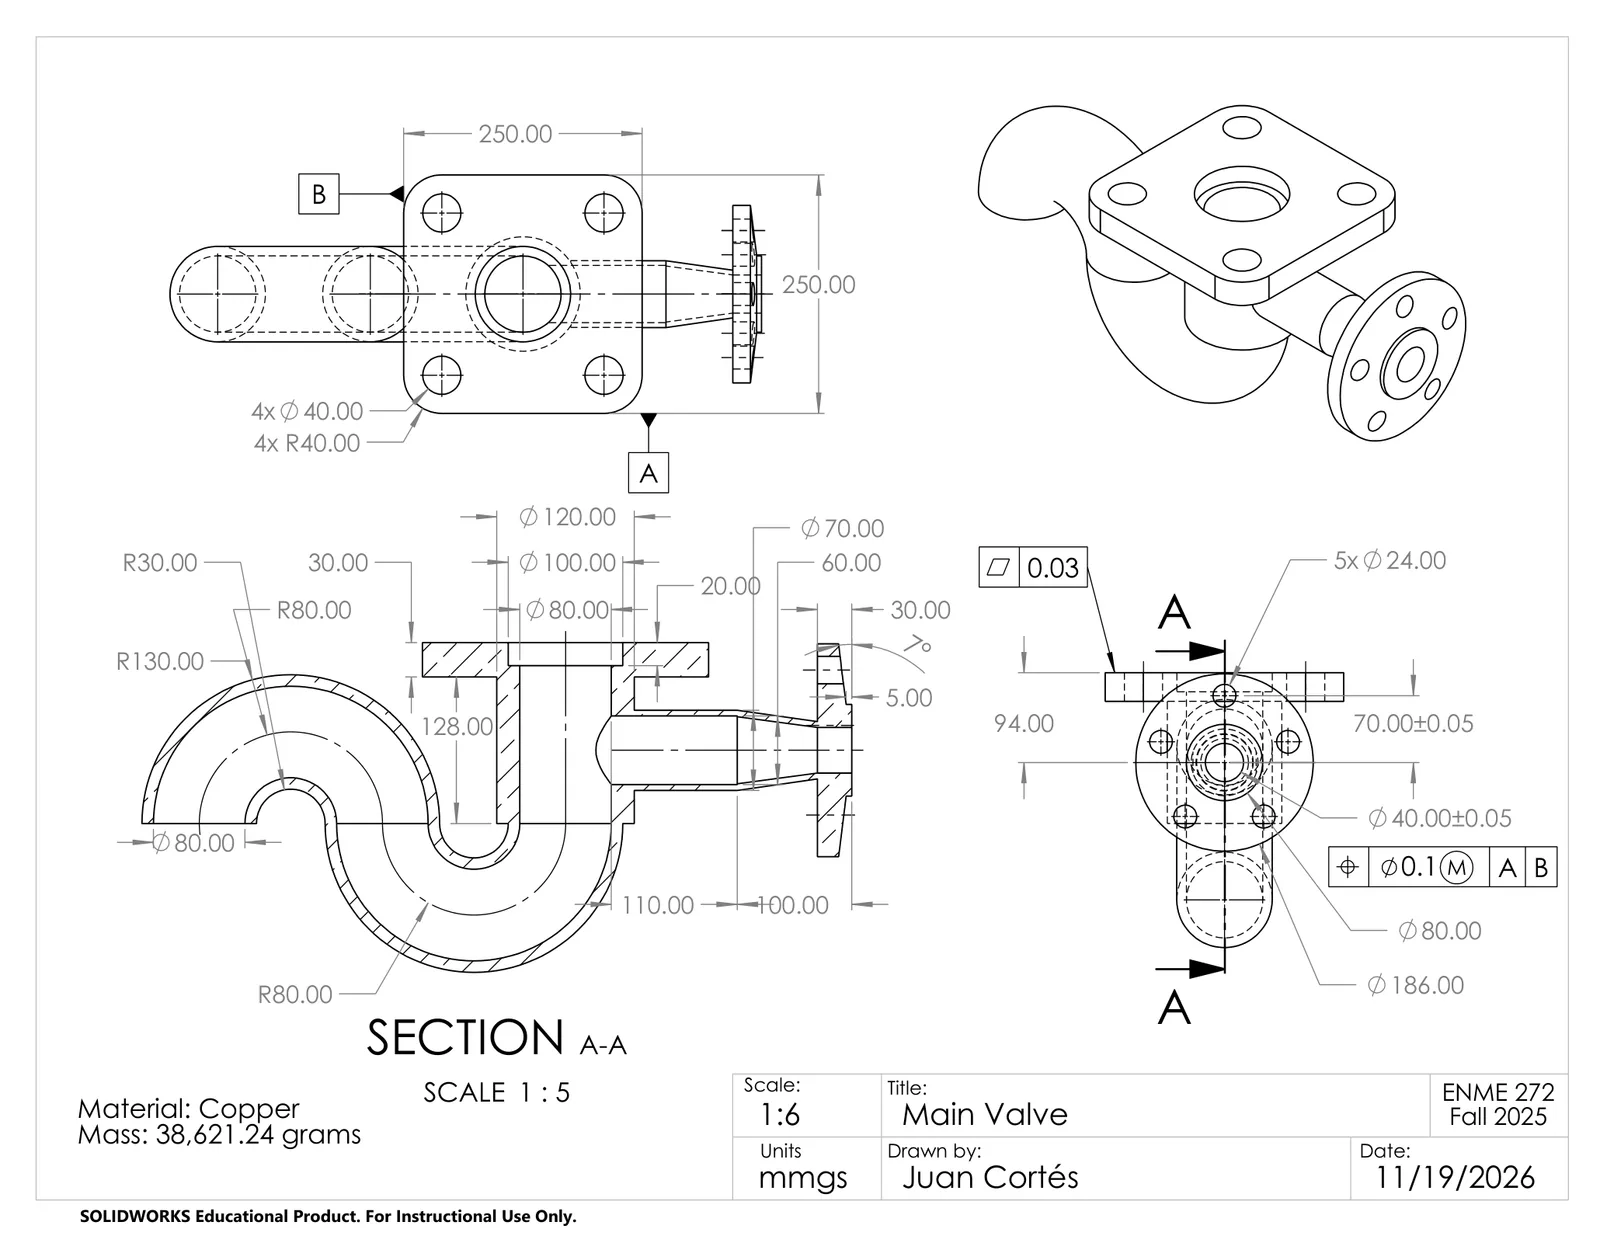 250.00
B
250.00
4x ∅ 40.00
4x R40.00
A
∅ 120.00
∅ 70.00
R30.00
30.00
∅ 100.00
60.00
20.00
R80.00
∅ 80.00
30.00
R130.00
7°
5.00
128.00
∅ 80.00
110.00
100.00
R80.00
SECTION A-A
SCALE 1 : 5
0.03
5x ∅ 24.00
A
94.00
70.00±0.05
∅ 40.00±0.05
⌖ ∅0.1 Ⓜ A B
∅ 80.00
∅ 186.00
A
Material: Copper
Mass: 38,621.24 grams
Scale:
1:6
Title:
Main Valve
ENME 272
Fall 2025
Units
mmgs
Drawn by:
Juan Cortés
Date:
11/19/2026
SOLIDWORKS Educational Product. For Instructional Use Only.